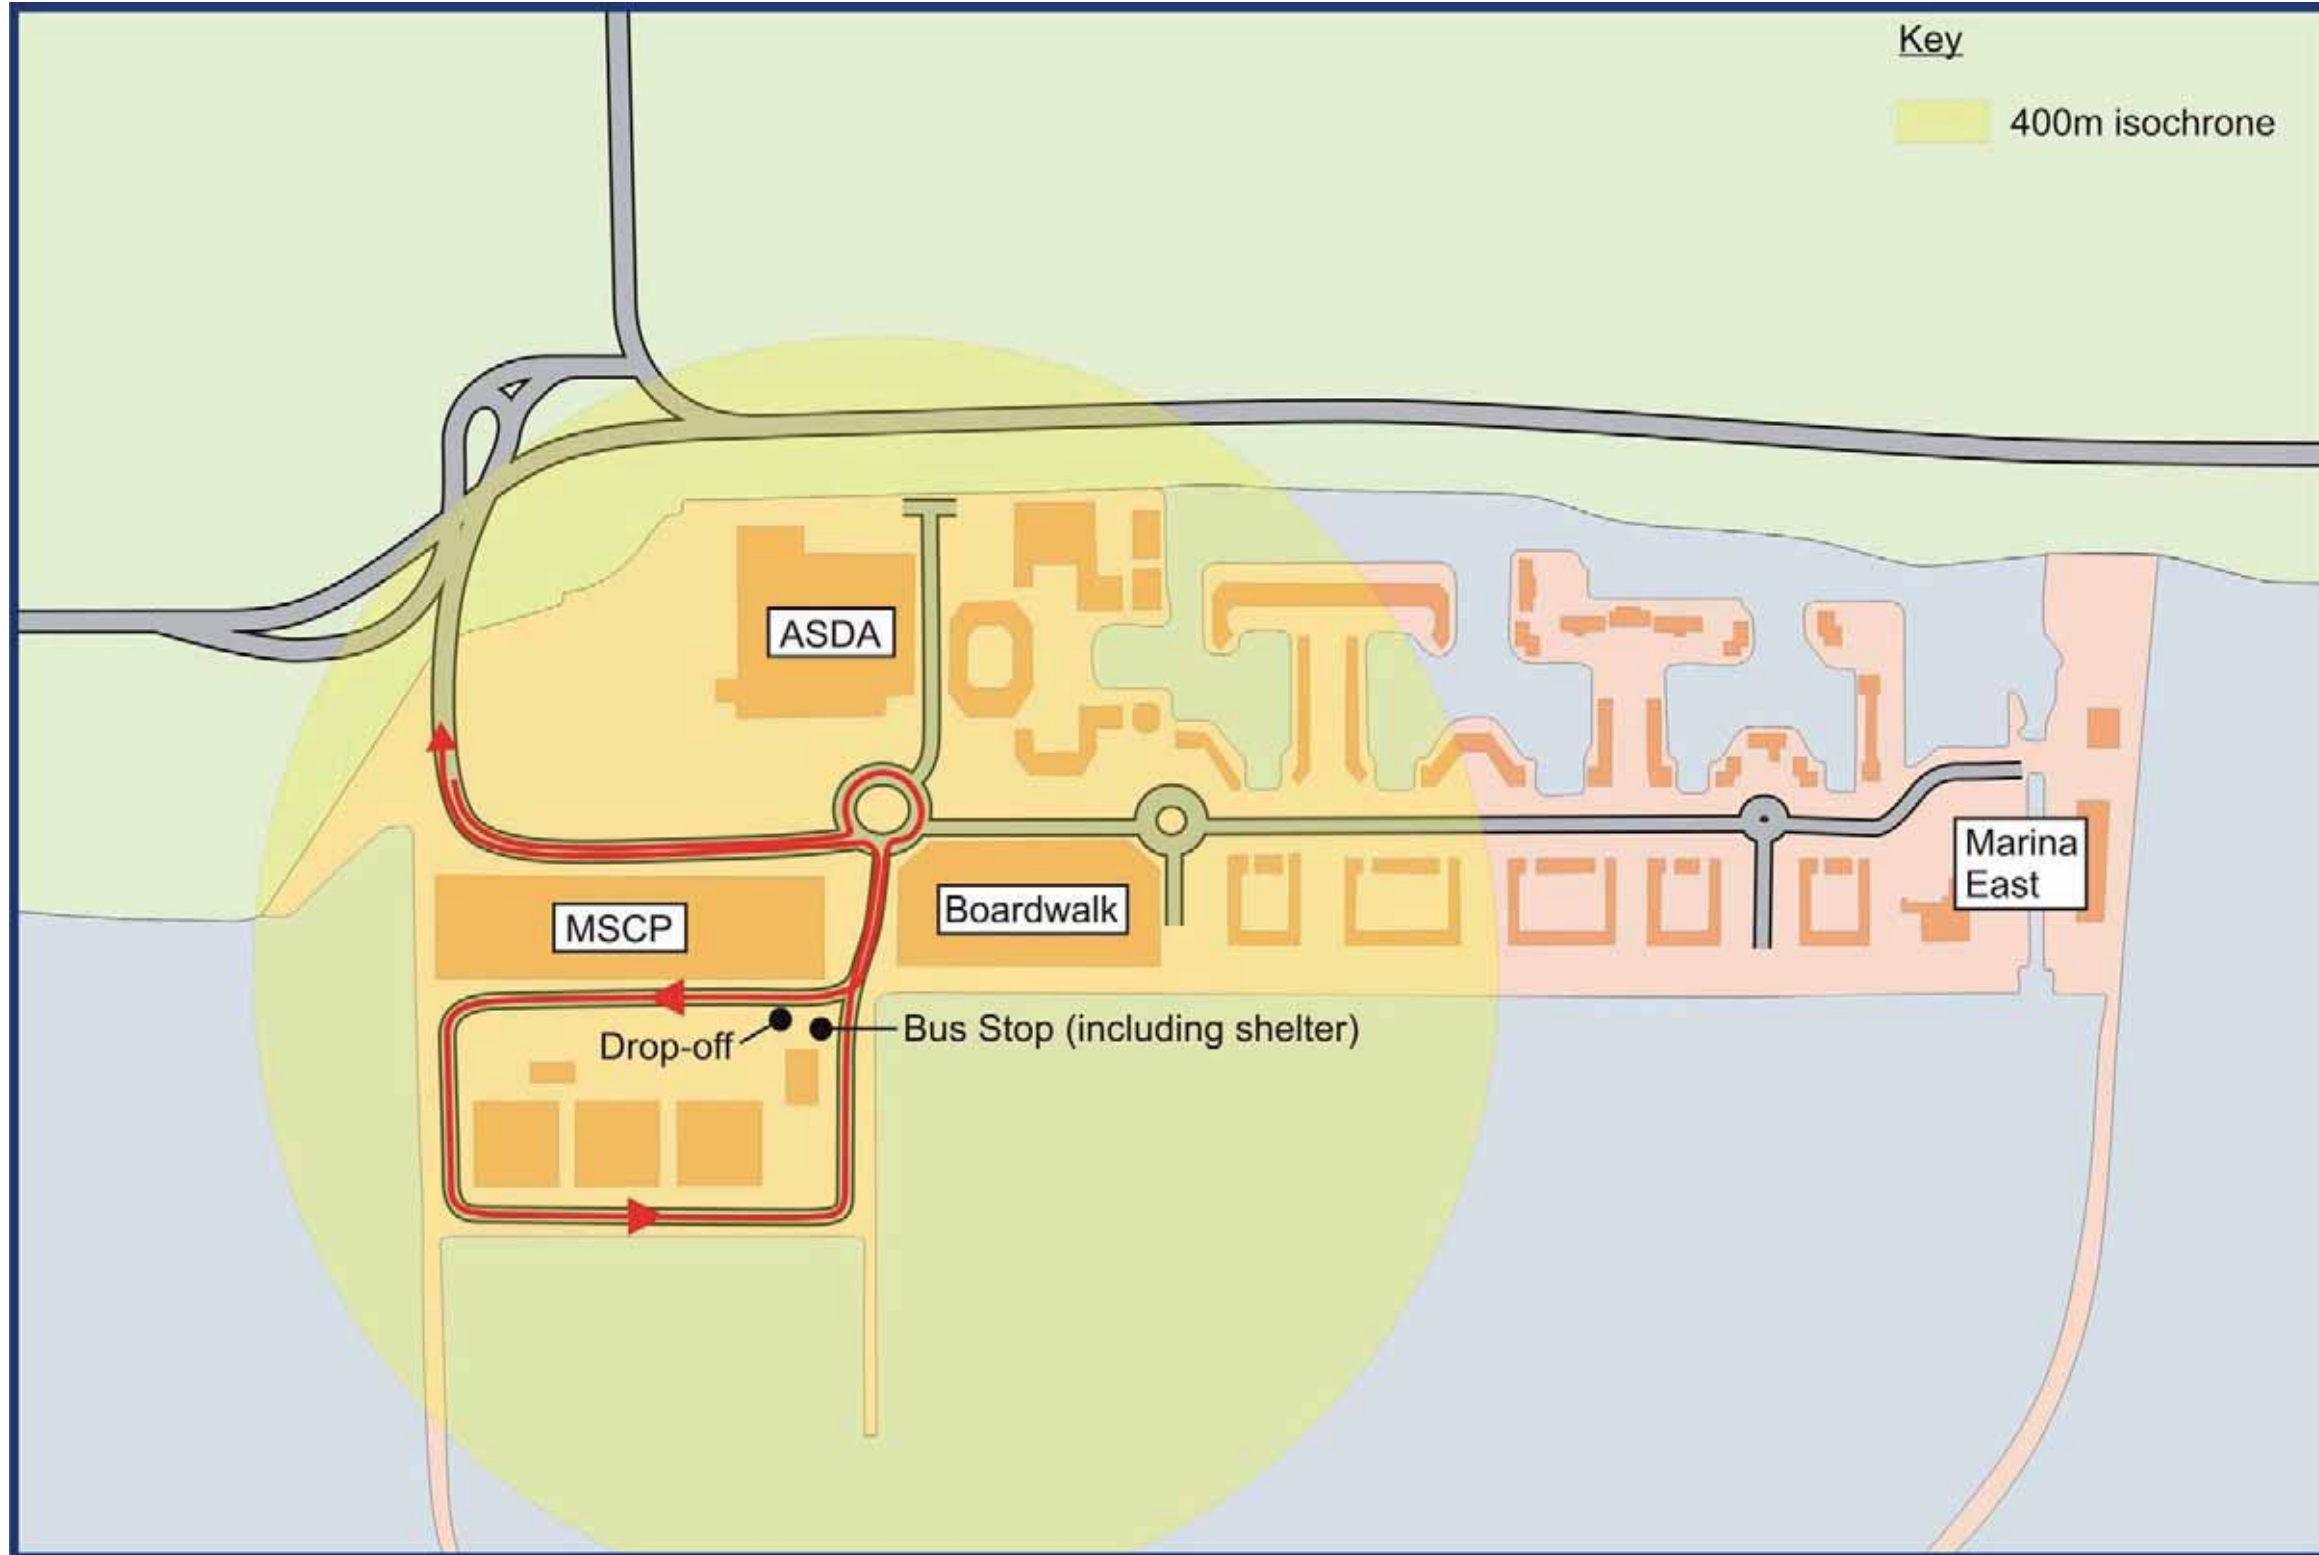 Key
400m isochrone
ASDA
Marina
East
MSCP
Boardwalk
Drop-off
Bus Stop (including shelter)